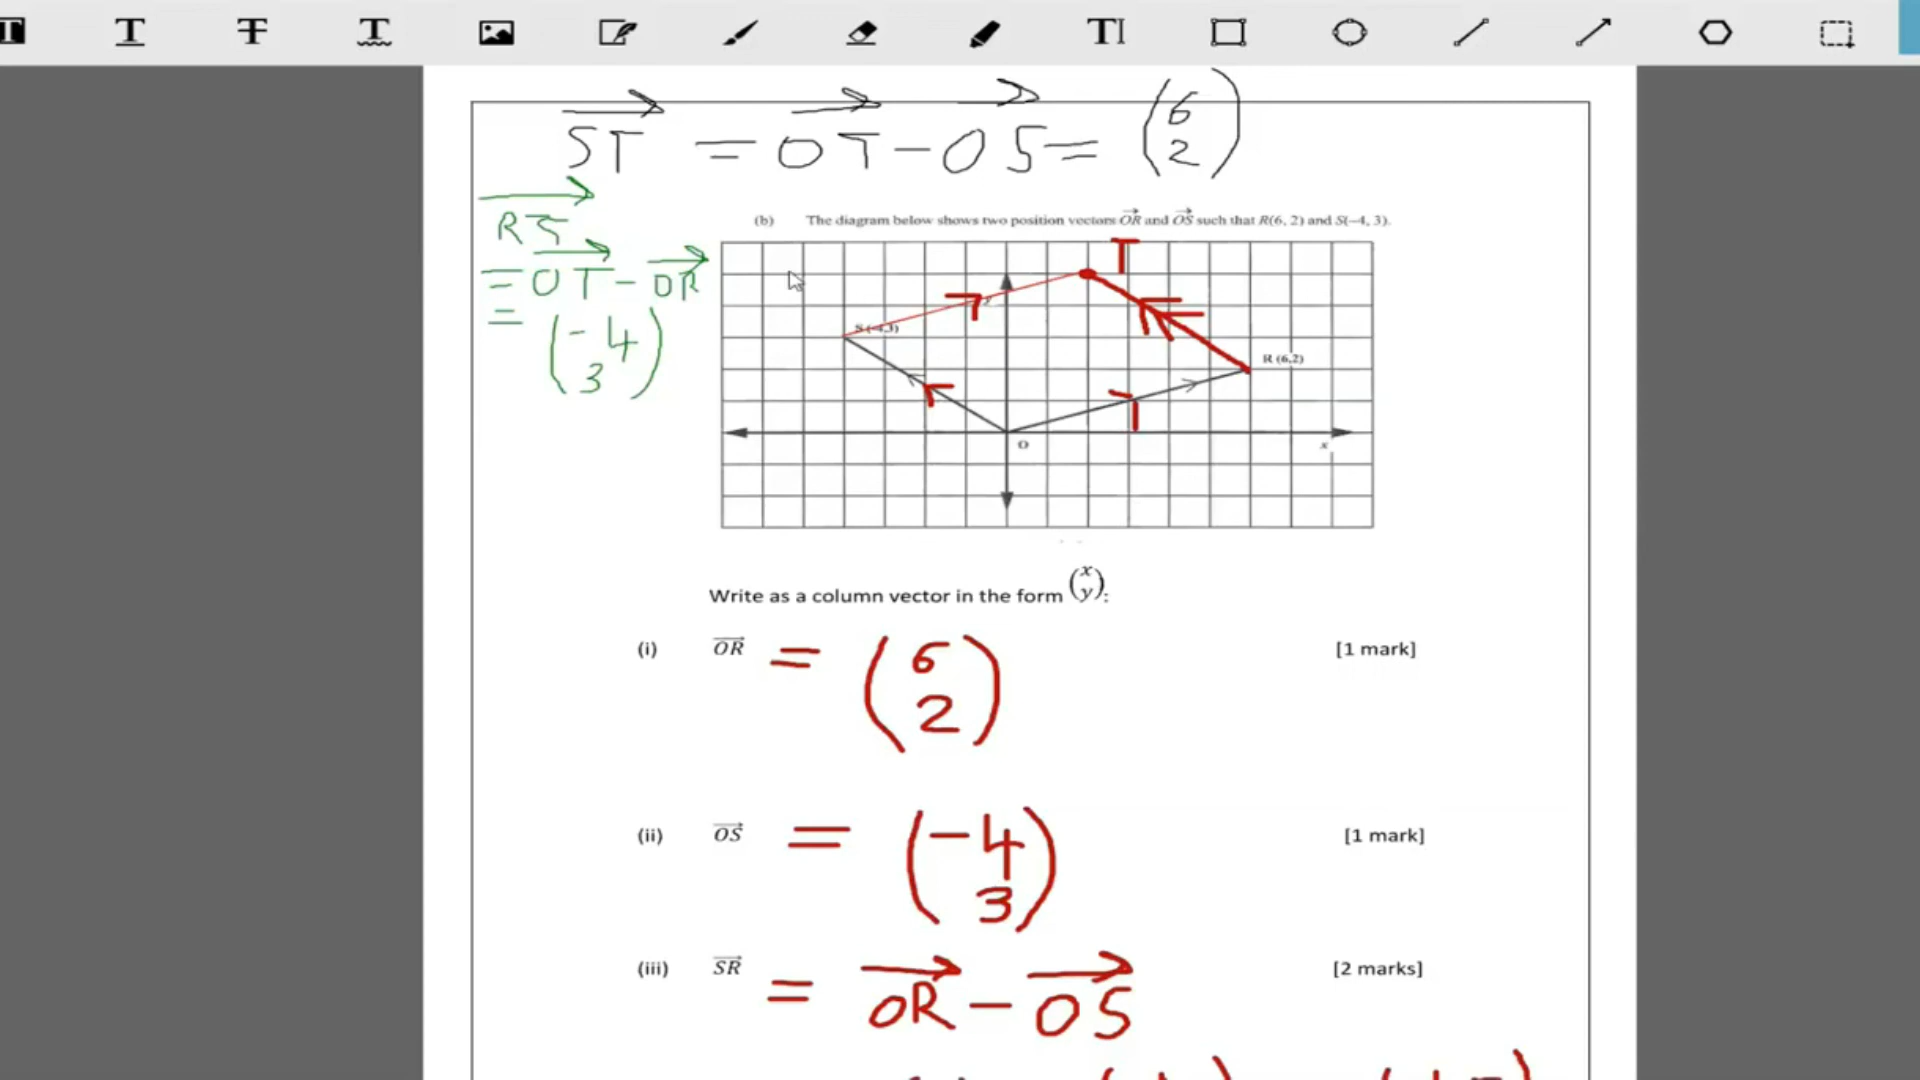 ST = OT - OS = (6 2)
RS
= OT - OR
= (-4 3)
(b) The diagram below shows two position vectors OR and OS such that R(6, 2) and S(-4, 3).
T
S (-4,3)
y
R (6,2)
O
x
Write as a column vector in the form (x y):
(i) OR = (6 2) [1 mark]
(ii) OS = (-4 3) [1 mark]
(iii) SR = OR - OS [2 marks]